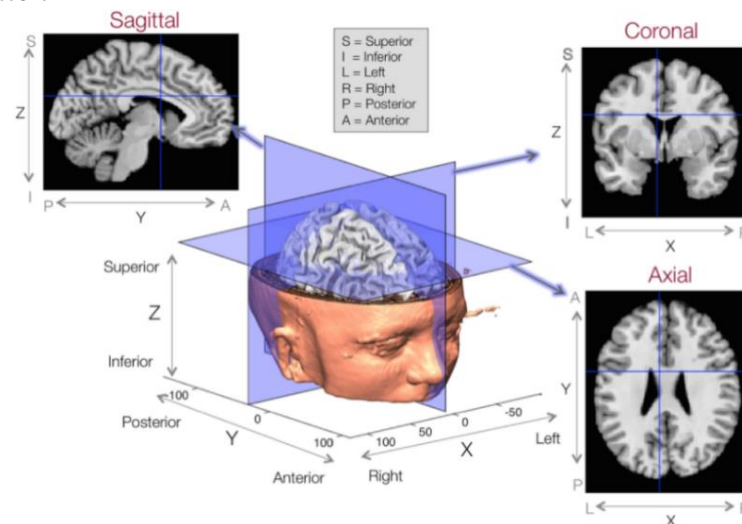 Sagittal
S
Z
I
P
A
Y
S = Superior
I = Inferior
L = Left
R = Right
P = Posterior
A = Anterior
Coronal
S
Z
I
L
X
Superior
Z
Inferior
Posterior
Y
Anterior
-100
0
100
100
50
0
-50
X
Right
Left
Axial
A
Y
P
L
X